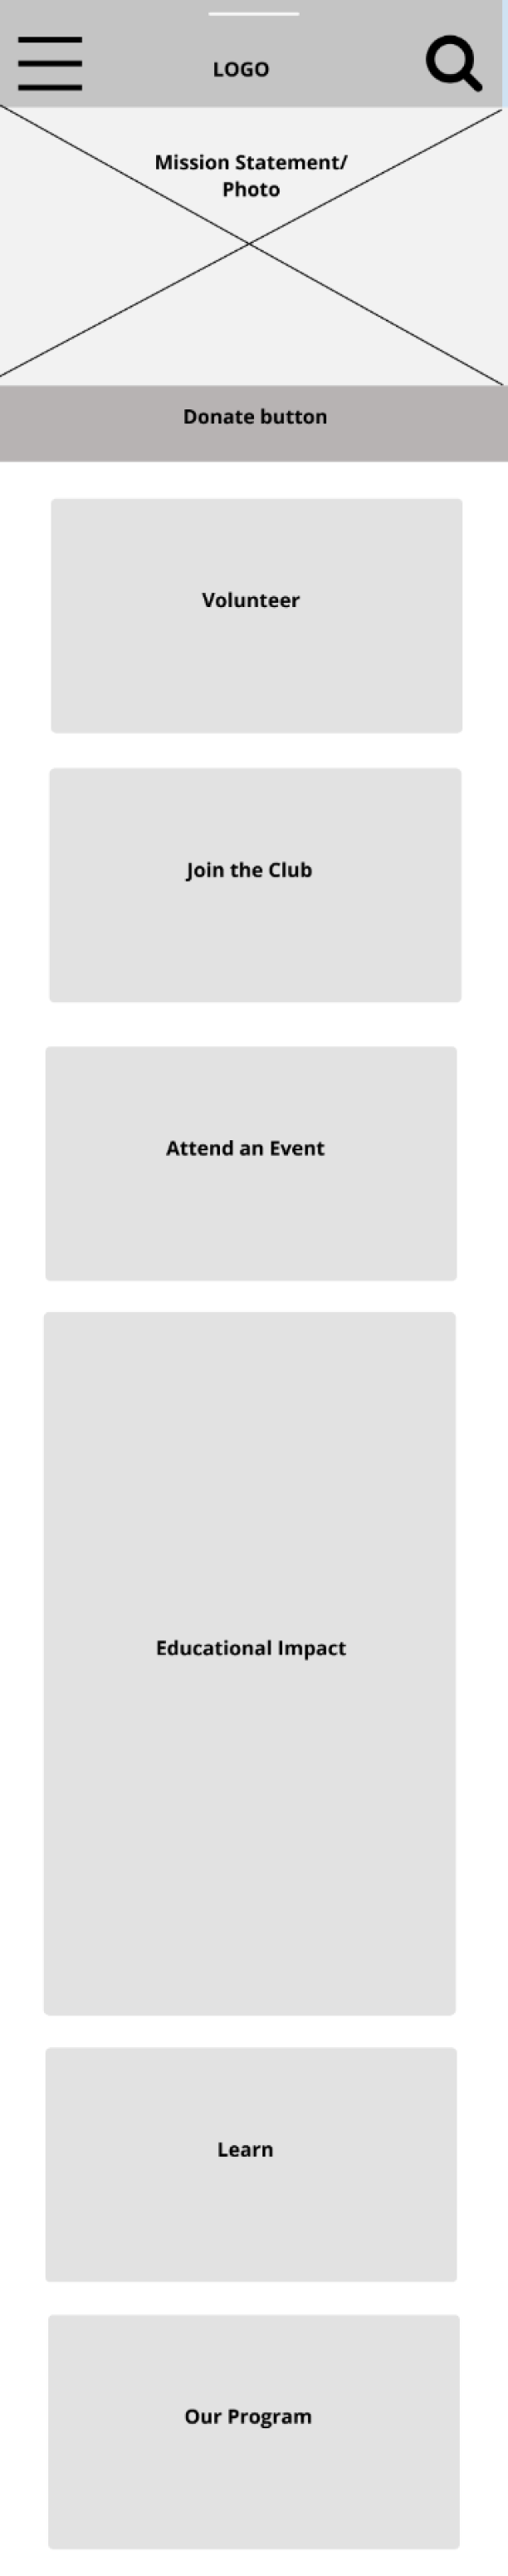 LOGO
Mission Statement/
Photo
Donate button
Volunteer
Join the Club
Attend an Event
Educational Impact
Learn
Our Program